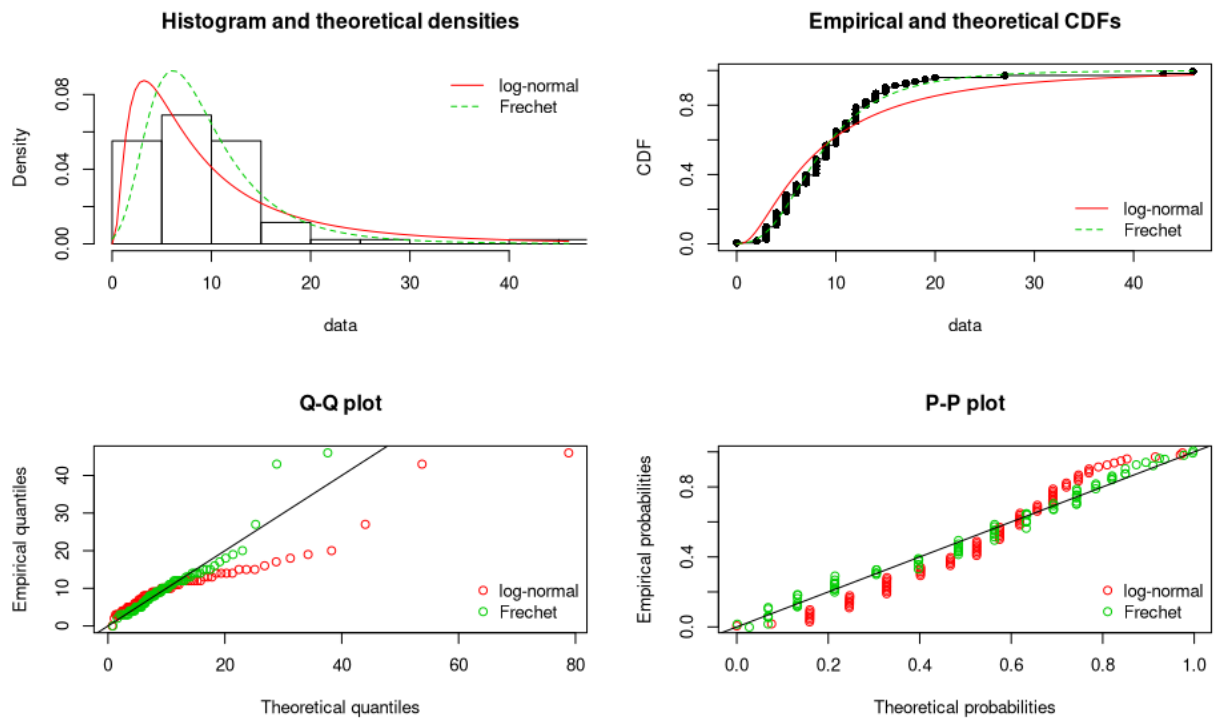 Histogram and theoretical densities
Density
0.00
0.04
0.08
log-normal
Frechet
0
10
20
30
40
data
Empirical and theoretical CDFs
CDF
0.0
0.4
0.8
log-normal
Frechet
0
10
20
30
40
data
Q-Q plot
Empirical quantiles
0
10
20
30
40
log-normal
Frechet
0
20
40
60
80
Theoretical quantiles
P-P plot
Empirical probabilities
0.0
0.4
0.8
log-normal
Frechet
0.0
0.2
0.4
0.6
0.8
1.0
Theoretical probabilities